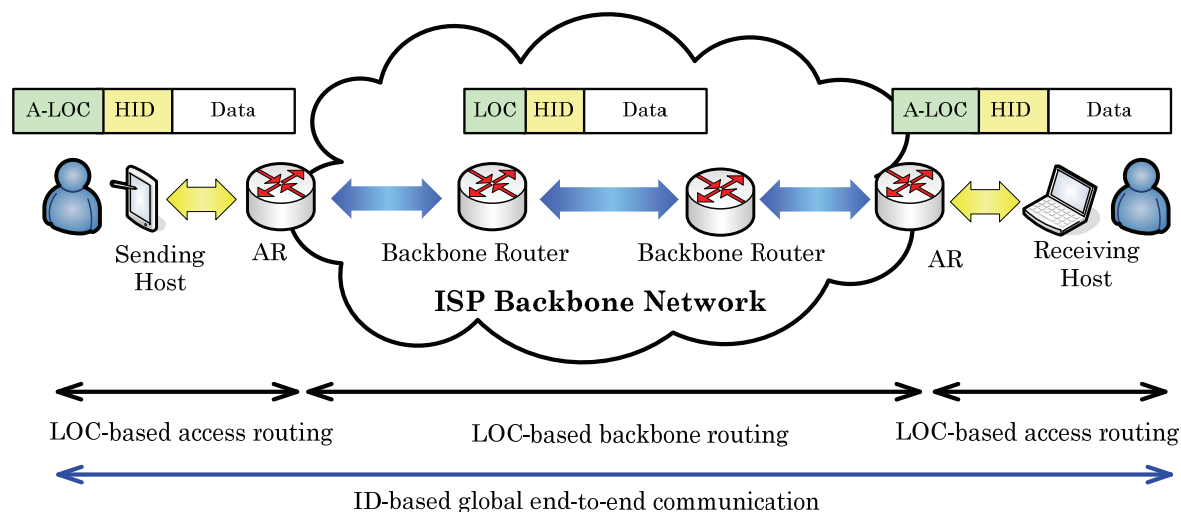 A-LOC HID Data
LOC HID Data
A-LOC HID Data
Sending
Host
AR
Backbone Router
Backbone Router
AR
Receiving
Host
ISP Backbone Network
LOC-based access routing
LOC-based backbone routing
LOC-based access routing
ID-based global end-to-end communication